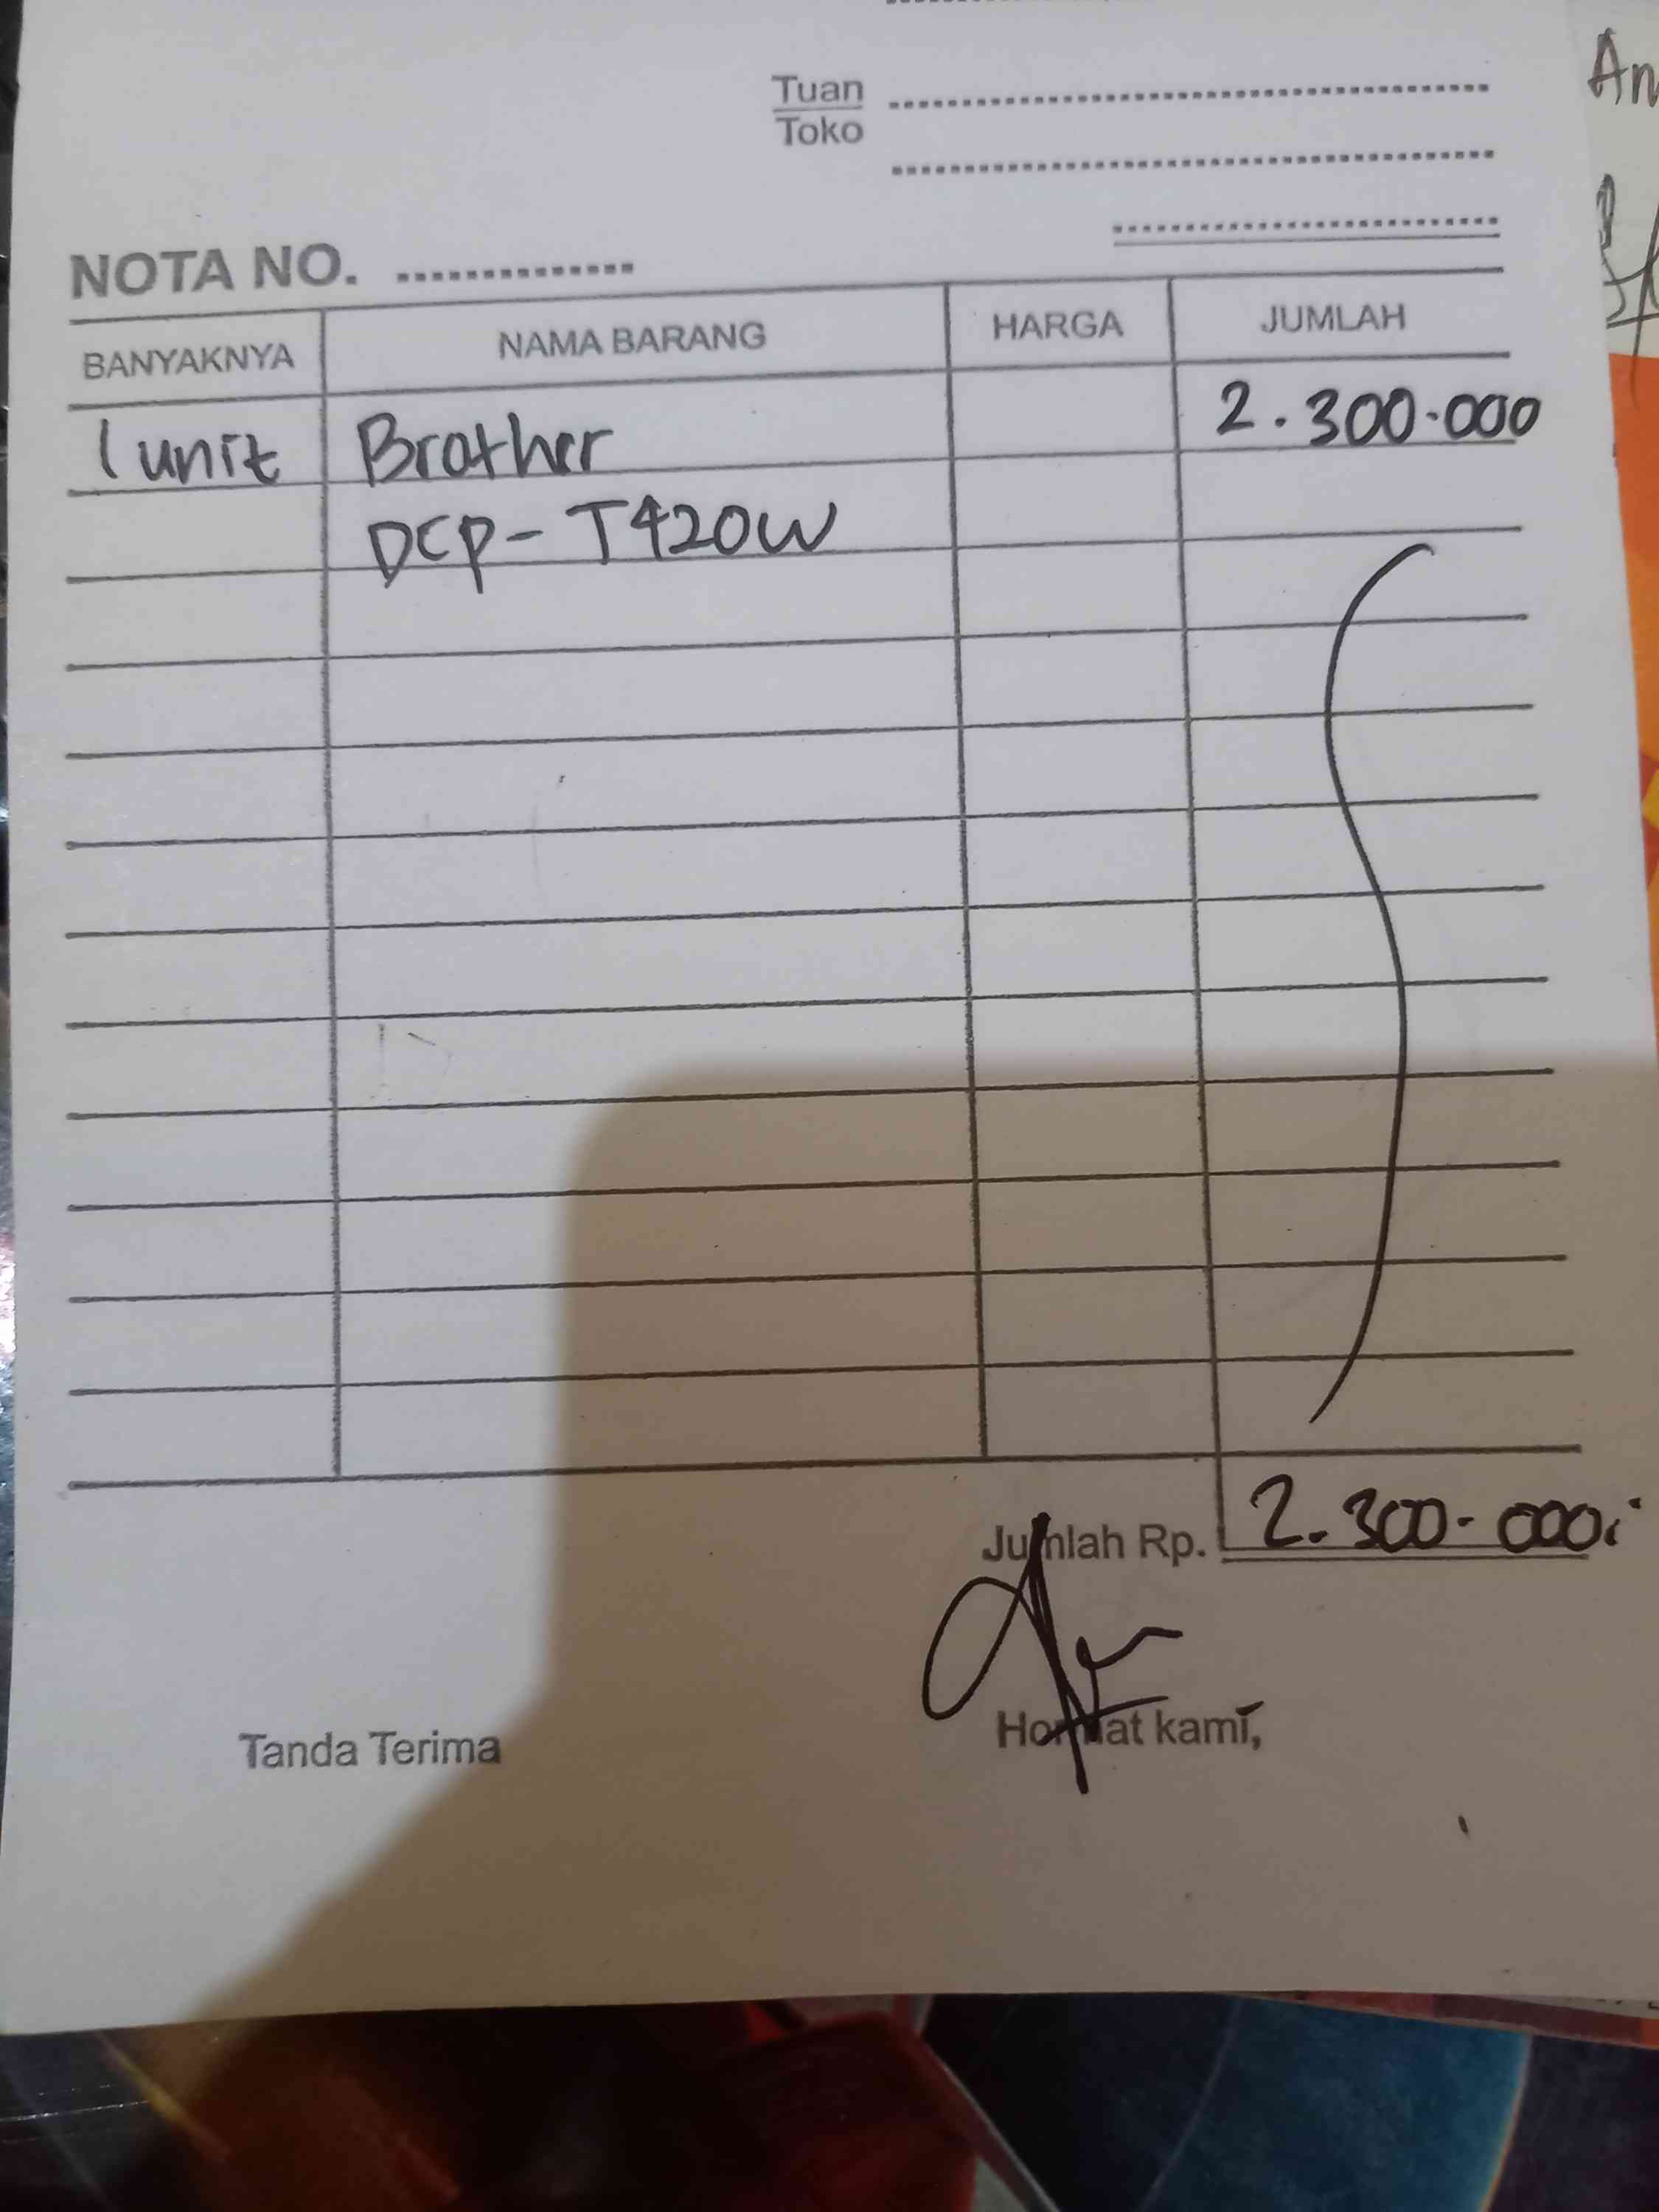 An
Tuan
Toko
NOTA NO.
BANYAKNYA NAMA BARANG HARGA JUMLAH
1 unit Brother 2.300.000
DCP-T420W
Jumlah Rp. 2.300.000
Tanda Terima Hormat kami,